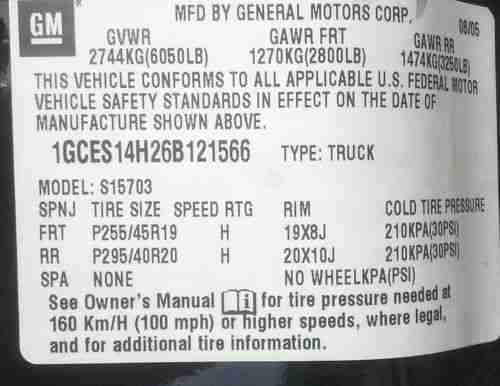 GM
MFD BY GENERAL MOTORS CORP. 08/05
GVWR GAWR FRT GAWR RR
2744KG(6050LB) 1270KG(2800LB) 1474KG(3250LB)
THIS VEHICLE CONFORMS TO ALL APPLICABLE U.S. FEDERAL MOTOR
VEHICLE SAFETY STANDARDS IN EFFECT ON THE DATE OF
MANUFACTURE SHOWN ABOVE.
1GCES14H26B121566 TYPE: TRUCK
MODEL: S15703
SPNJ TIRE SIZE SPEED RTG RIM COLD TIRE PRESSURE
FRT P255/45R19 H 19X8J 210KPA(30PSI)
RR P295/40R20 H 20X10J 210KPA(30PSI)
SPA NONE NO WHEELKPA(PSI)
See Owner's Manual for tire pressure needed at
160 Km/H (100 mph) or higher speeds, where legal,
and for additional tire information.